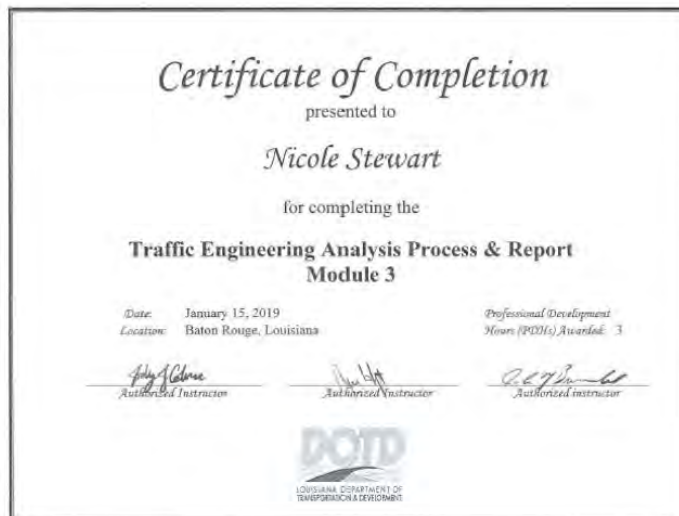 Certificate of Completion
presented to
Nicole Stewart
for completing the
Traffic Engineering Analysis Process & Report
Module 3
Date: January 15, 2019
Location: Baton Rouge, Louisiana
Professional Development
Hours (PDHs) Awarded: 3
Authorized Instructor
Authorized Instructor
Authorized instructor
DOTD
LOUISIANA DEPARTMENT OF
TRANSPORTATION & DEVELOPMENT